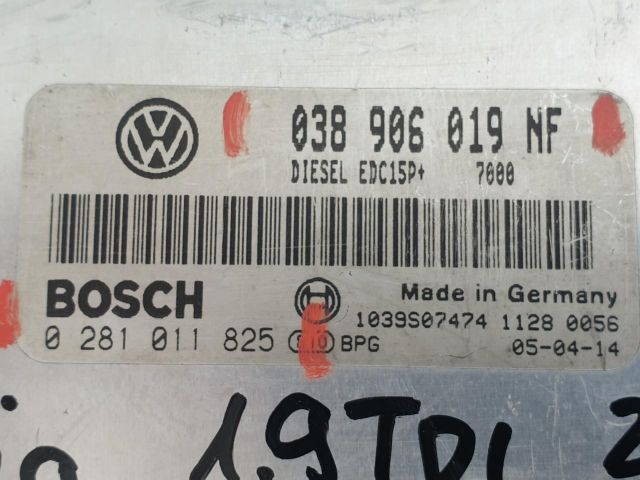 038 906 019 NF
DIESEL EDC15P+ 7000
BOSCH
Made in Germany
1039S07474 1128 0056
0 281 011 825 BPG 05-04-14
1.9TDI